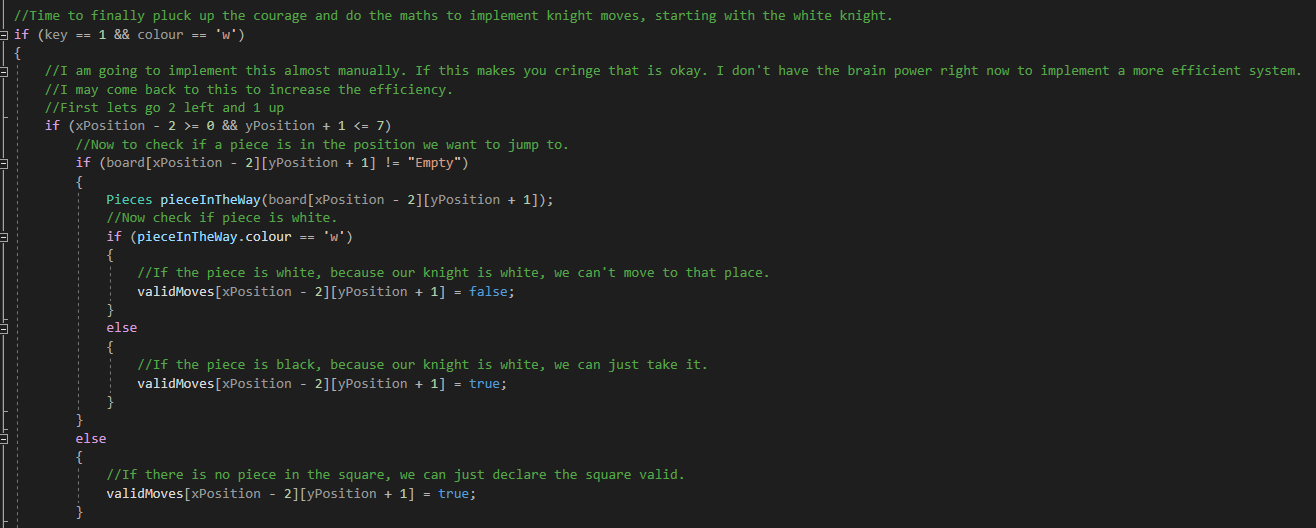 //Time to finally pluck up the courage and do the maths to implement knight moves, starting with the white knight.
if (key == 1 && colour == 'w')
{
//I am going to implement this almost manually. If this makes you cringe that is okay. I don't have the brain power right now to implement a more efficient system.
//I may come back to this to increase the efficiency.
//First lets go 2 left and 1 up
if (xPosition - 2 >= 0 && yPosition + 1 <= 7)
//Now to check if a piece is in the position we want to jump to.
if (board[xPosition - 2][yPosition + 1] != "Empty")
{
Pieces pieceInTheWay(board[xPosition - 2][yPosition + 1]);
//Now check if piece is white.
if (pieceInTheWay.colour == 'w')
{
//If the piece is white, because our knight is white, we can't move to that place.
validMoves[xPosition - 2][yPosition + 1] = false;
}
else
{
//If the piece is black, because our knight is white, we can just take it.
validMoves[xPosition - 2][yPosition + 1] = true;
}
}
else
{
//If there is no piece in the square, we can just declare the square valid.
validMoves[xPosition - 2][yPosition + 1] = true;
}